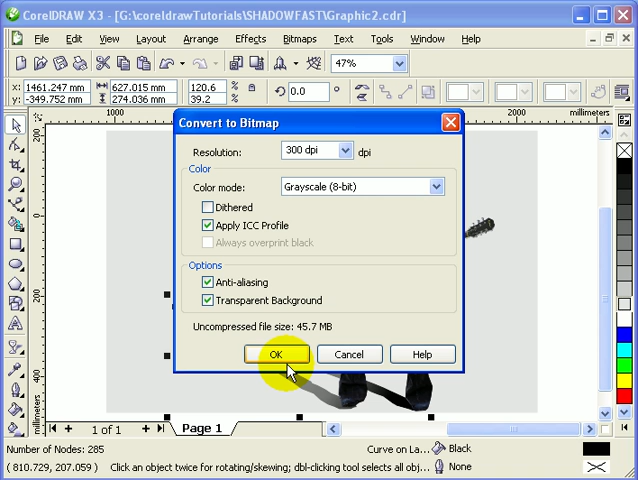 CorelDRAW X3 - [G:\coreldrawTutorials\SHADOWFAST\Graphic2.cdr]
File Edit View Layout Arrange Effects Bitmaps Text Tools Window Help
47%
x: 1461.247 mm 627.015 mm 120.6 % 0.0 °
y: -349.752 mm 274.036 mm 39.2 %
1000 2000 millimeters
200
0
200
400
millimeters
Convert to Bitmap
Resolution: 300 dpi dpi
Color
Color mode: Grayscale (8-bit)
Dithered
Apply ICC Profile
Always overprint black
Options
Anti-aliasing
Transparent Background
Uncompressed file size: 45.7 MB
OK Cancel Help
1 of 1 Page 1
Number of Nodes: 285 Curve on La... Black
( 810.729, 207.059 ) Click an object twice for rotating/skewing; dbl-clicking tool selects all obj... None